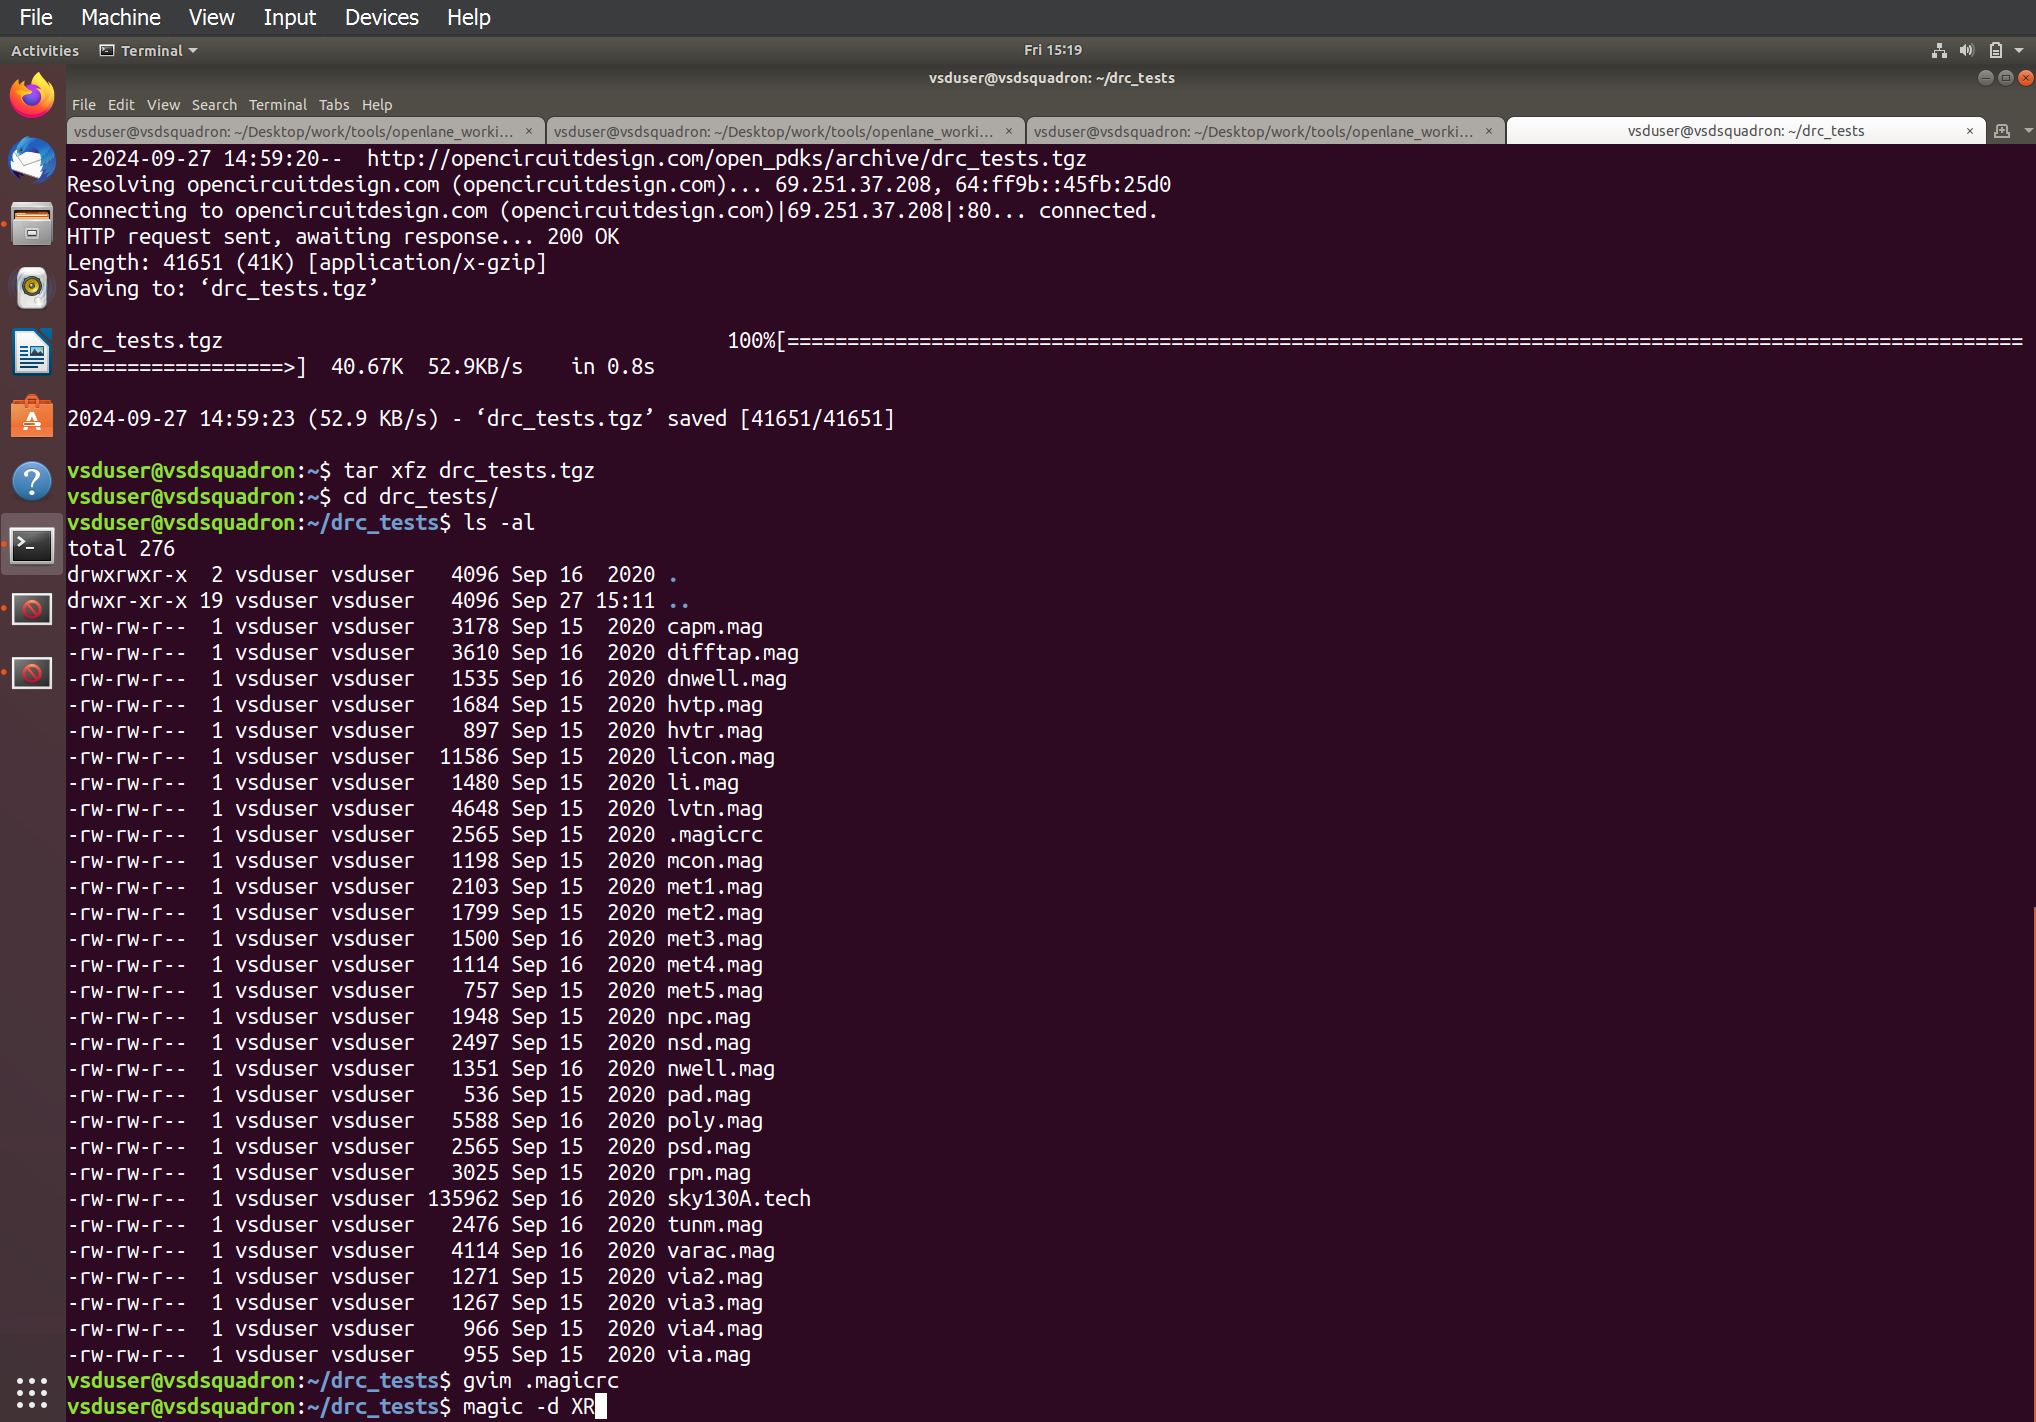 File Machine View Input Devices Help
Activities Terminal Fri 15:19
vsduser@vsdsquadron: ~/drc_tests
File Edit View Search Terminal Tabs Help
vsduser@vsdsquadron: ~/Desktop/work/tools/openlane_worki... × vsduser@vsdsquadron: ~/Desktop/work/tools/openlane_worki... × vsduser@vsdsquadron: ~/Desktop/work/tools/openlane_worki... × vsduser@vsdsquadron: ~/drc_tests ×
--2024-09-27 14:59:20--  http://opencircuitdesign.com/open_pdks/archive/drc_tests.tgz
Resolving opencircuitdesign.com (opencircuitdesign.com)... 69.251.37.208, 64:ff9b::45fb:25d0
Connecting to opencircuitdesign.com (opencircuitdesign.com)|69.251.37.208|:80... connected.
HTTP request sent, awaiting response... 200 OK
Length: 41651 (41K) [application/x-gzip]
Saving to: ‘drc_tests.tgz’
drc_tests.tgz 100%[=======================================================================================================
==================>]  40.67K  52.9KB/s    in 0.8s
2024-09-27 14:59:23 (52.9 KB/s) - ‘drc_tests.tgz’ saved [41651/41651]
vsduser@vsdsquadron:~$ tar xfz drc_tests.tgz
vsduser@vsdsquadron:~$ cd drc_tests/
vsduser@vsdsquadron:~/drc_tests$ ls -al
total 276
drwxrwxr-x  2 vsduser vsduser   4096 Sep 16  2020 .
drwxr-xr-x 19 vsduser vsduser   4096 Sep 27 15:11 ..
-rw-rw-r--  1 vsduser vsduser   3178 Sep 15  2020 capm.mag
-rw-rw-r--  1 vsduser vsduser   3610 Sep 16  2020 difftap.mag
-rw-rw-r--  1 vsduser vsduser   1535 Sep 16  2020 dnwell.mag
-rw-rw-r--  1 vsduser vsduser   1684 Sep 15  2020 hvtp.mag
-rw-rw-r--  1 vsduser vsduser    897 Sep 15  2020 hvtr.mag
-rw-rw-r--  1 vsduser vsduser  11586 Sep 15  2020 licon.mag
-rw-rw-r--  1 vsduser vsduser   1480 Sep 15  2020 li.mag
-rw-rw-r--  1 vsduser vsduser   4648 Sep 15  2020 lvtn.mag
-rw-rw-r--  1 vsduser vsduser   2565 Sep 15  2020 .magicrc
-rw-rw-r--  1 vsduser vsduser   1198 Sep 15  2020 mcon.mag
-rw-rw-r--  1 vsduser vsduser   2103 Sep 15  2020 met1.mag
-rw-rw-r--  1 vsduser vsduser   1799 Sep 15  2020 met2.mag
-rw-rw-r--  1 vsduser vsduser   1500 Sep 16  2020 met3.mag
-rw-rw-r--  1 vsduser vsduser   1114 Sep 16  2020 met4.mag
-rw-rw-r--  1 vsduser vsduser    757 Sep 15  2020 met5.mag
-rw-rw-r--  1 vsduser vsduser   1948 Sep 15  2020 npc.mag
-rw-rw-r--  1 vsduser vsduser   2497 Sep 15  2020 nsd.mag
-rw-rw-r--  1 vsduser vsduser   1351 Sep 16  2020 nwell.mag
-rw-rw-r--  1 vsduser vsduser    536 Sep 15  2020 pad.mag
-rw-rw-r--  1 vsduser vsduser   5588 Sep 16  2020 poly.mag
-rw-rw-r--  1 vsduser vsduser   2565 Sep 15  2020 psd.mag
-rw-rw-r--  1 vsduser vsduser   3025 Sep 15  2020 rpm.mag
-rw-rw-r--  1 vsduser vsduser 135962 Sep 16  2020 sky130A.tech
-rw-rw-r--  1 vsduser vsduser   2476 Sep 16  2020 tunm.mag
-rw-rw-r--  1 vsduser vsduser   4114 Sep 16  2020 varac.mag
-rw-rw-r--  1 vsduser vsduser   1271 Sep 15  2020 via2.mag
-rw-rw-r--  1 vsduser vsduser   1267 Sep 15  2020 via3.mag
-rw-rw-r--  1 vsduser vsduser    966 Sep 15  2020 via4.mag
-rw-rw-r--  1 vsduser vsduser    955 Sep 15  2020 via.mag
vsduser@vsdsquadron:~/drc_tests$ gvim .magicrc
vsduser@vsdsquadron:~/drc_tests$ magic -d XR